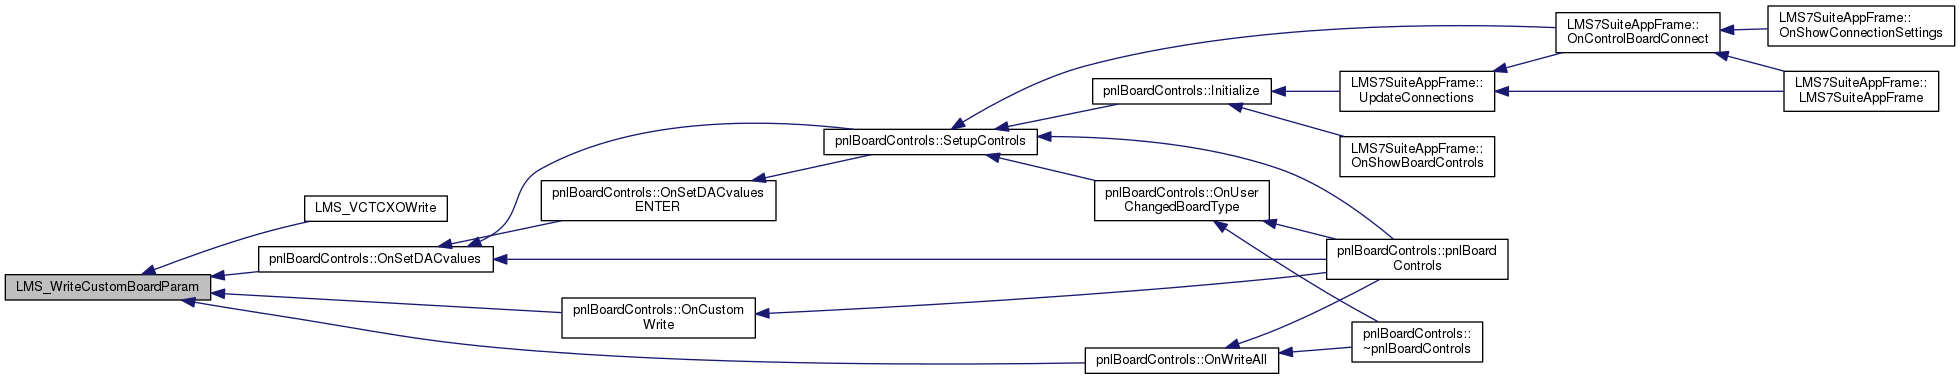 LMS_WriteCustomBoardParam
LMS_VCTCXOWrite
pnlBoardControls::OnSetDACvalues
pnlBoardControls::OnCustom
Write
pnlBoardControls::OnWriteAll
pnlBoardControls::OnSetDACvalues
ENTER
pnlBoardControls::SetupControls
pnlBoardControls::Initialize
pnlBoardControls::OnUser
ChangedBoardType
pnlBoardControls::pnlBoard
Controls
pnlBoardControls::
~pnlBoardControls
LMS7SuiteAppFrame::
UpdateConnections
LMS7SuiteAppFrame::
OnShowBoardControls
LMS7SuiteAppFrame::
OnControlBoardConnect
LMS7SuiteAppFrame::
OnShowConnectionSettings
LMS7SuiteAppFrame::
LMS7SuiteAppFrame